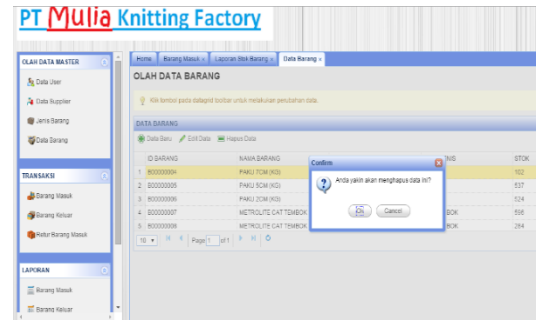 PT Mulia Knitting Factory
OLAH DATA MASTER
Data User
Data Supplier
Jenis Barang
Data Barang
TRANSAKSI
Barang Masuk
Barang Keluar
Retur Barang Masuk
LAPORAN
Barang Masuk
Barang Keluar
Home Barang Masuk × Laporan Stok Barang × Data Barang ×
OLAH DATA BARANG
Klik tombol pada datagrid toolbar untuk melakukan perubahan data.
DATA BARANG
Data Baru Edit Data Hapus Data
ID BARANG NAMA BARANG NIS STOK
1 B00000004 PAKU 7CM (KG) 102
2 B00000005 PAKU 5CM (KG) 537
3 B00000006 PAKU 2CM (KG) 524
4 B00000007 METROLITE CAT TEMBOK BOK 596
5 B00000008 METROLITE CAT TEMBOK BOK 284
10 Page 1 of 1
Confirm
Anda yakin akan menghapus data ini?
Ok Cancel